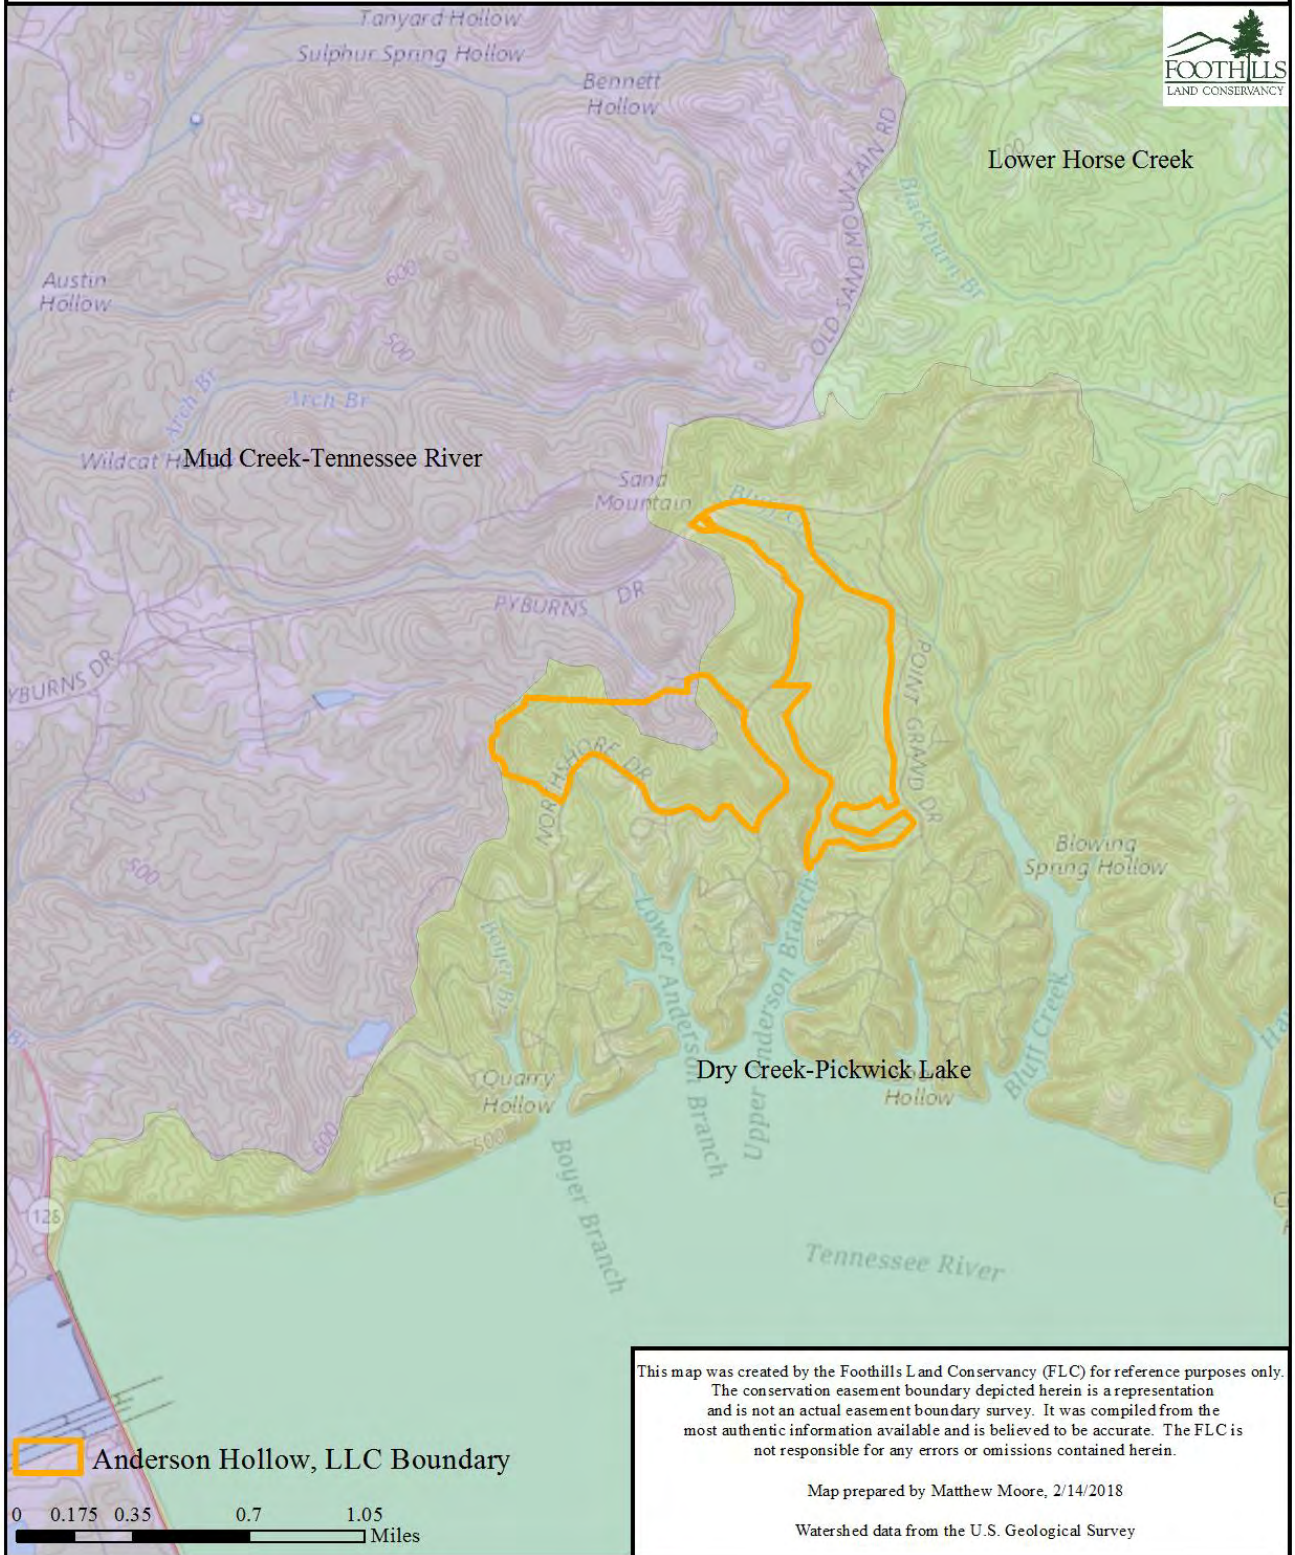 Tanyard Hollow
Sulphur Spring Hollow
Bennett
Hollow
FOOTHILLS
LAND CONSERVANCY
OLD SAND MOUNTAIN RD
Lower Horse Creek
Blackburn Br
Austin
Hollow
600
500
Arch Br
Arch Br
Mud Creek-Tennessee River
Sand
Mountain
PYBURNS DR
YBURNS DR
POINT GRAND DR
NORTHSHORE DR
Blowing
Spring Hollow
500
Boyer Br
Lower Anderson Branch
Upper Anderson Branch
Bluff Creek
Dry Creek-Pickwick Lake
Hollow
Quarry
Hollow
500
600
Boyer Branch
128
Tennessee River
Anderson Hollow, LLC Boundary
0 0.175 0.35 0.7 1.05
Miles
This map was created by the Foothills Land Conservancy (FLC) for reference purposes only.
The conservation easement boundary depicted herein is a representation
and is not an actual easement boundary survey. It was compiled from the
most authentic information available and is believed to be accurate. The FLC is
not responsible for any errors or omissions contained herein.
Map prepared by Matthew Moore, 2/14/2018
Watershed data from the U.S. Geological Survey